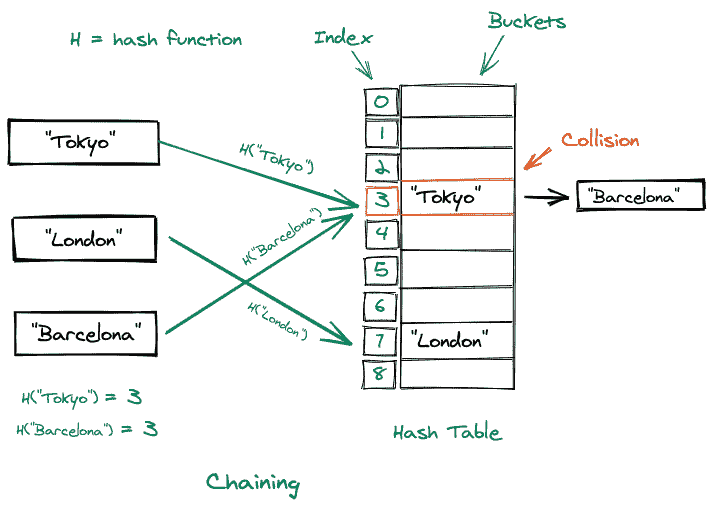 H = hash function
Index
Buckets
"Tokyo"
"London"
"Barcelona"
H("Tokyo")
H("Barcelona")
H("London")
0
1
2
3
4
5
6
7
8
"Tokyo"
"London"
Collision
"Barcelona"
H("Tokyo") = 3
H("Barcelona") = 3
Hash Table
Chaining